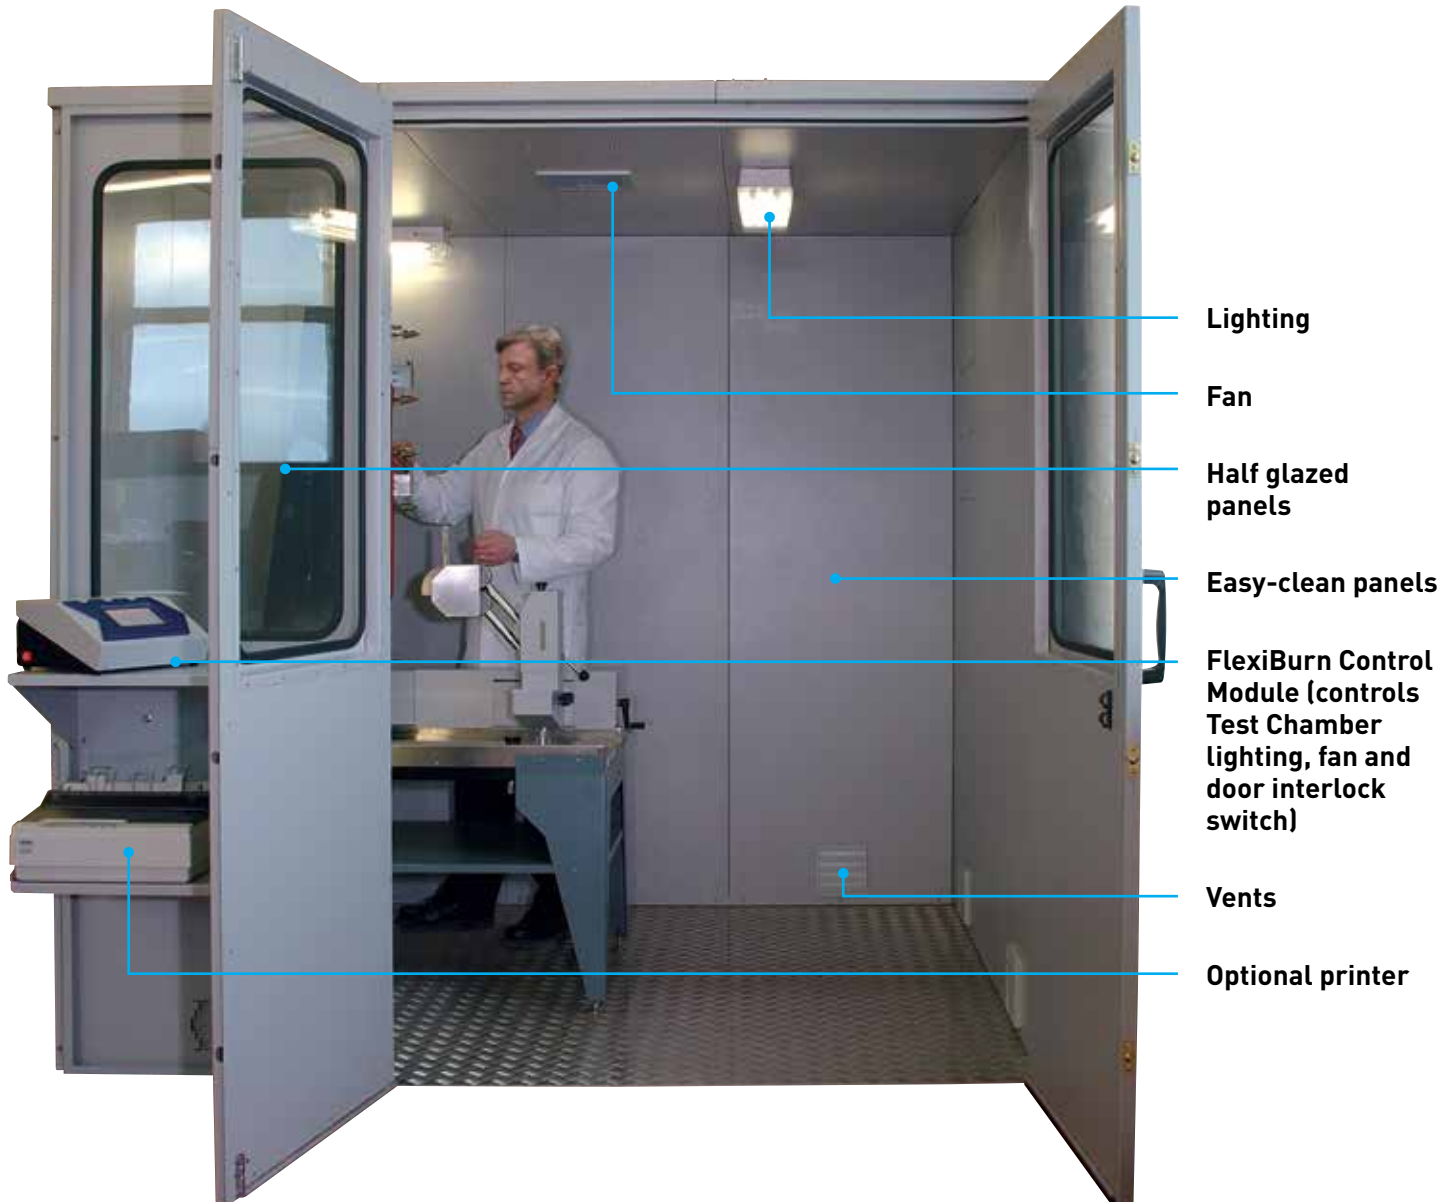 Lighting
Fan
Half glazed
panels
Easy-clean panels
FlexiBurn Control
Module (controls
Test Chamber
lighting, fan and
door interlock
switch)
Vents
Optional printer